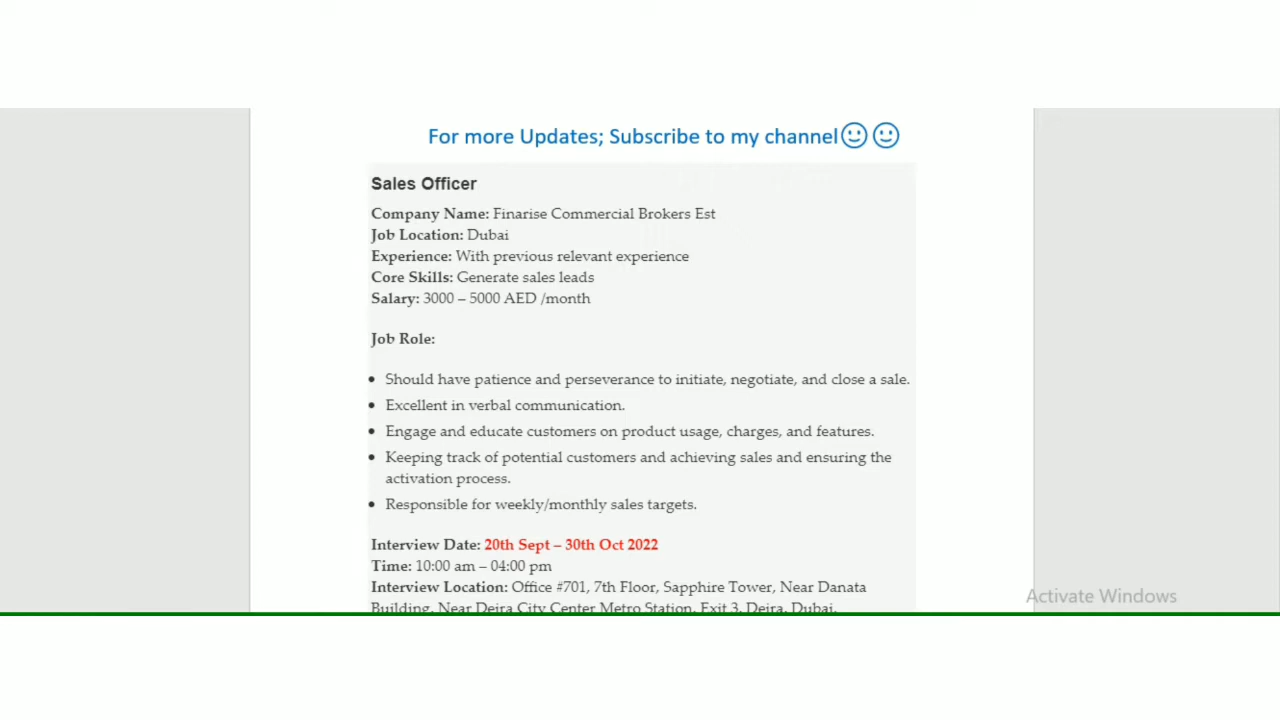 For more Updates; Subscribe to my channel
Sales Officer
Company Name: Finarise Commercial Brokers Est
Job Location: Dubai
Experience: With previous relevant experience
Core Skills: Generate sales leads
Salary: 3000 – 5000 AED /month
Job Role:
• Should have patience and perseverance to initiate, negotiate, and close a sale.
• Excellent in verbal communication.
• Engage and educate customers on product usage, charges, and features.
• Keeping track of potential customers and achieving sales and ensuring the
activation process.
• Responsible for weekly/monthly sales targets.
Interview Date: 20th Sept – 30th Oct 2022
Time: 10:00 am – 04:00 pm
Interview Location: Office #701, 7th Floor, Sapphire Tower, Near Danata
Building, Near Deira City Center Metro Station, Exit 3, Deira, Dubai.
Activate Windows